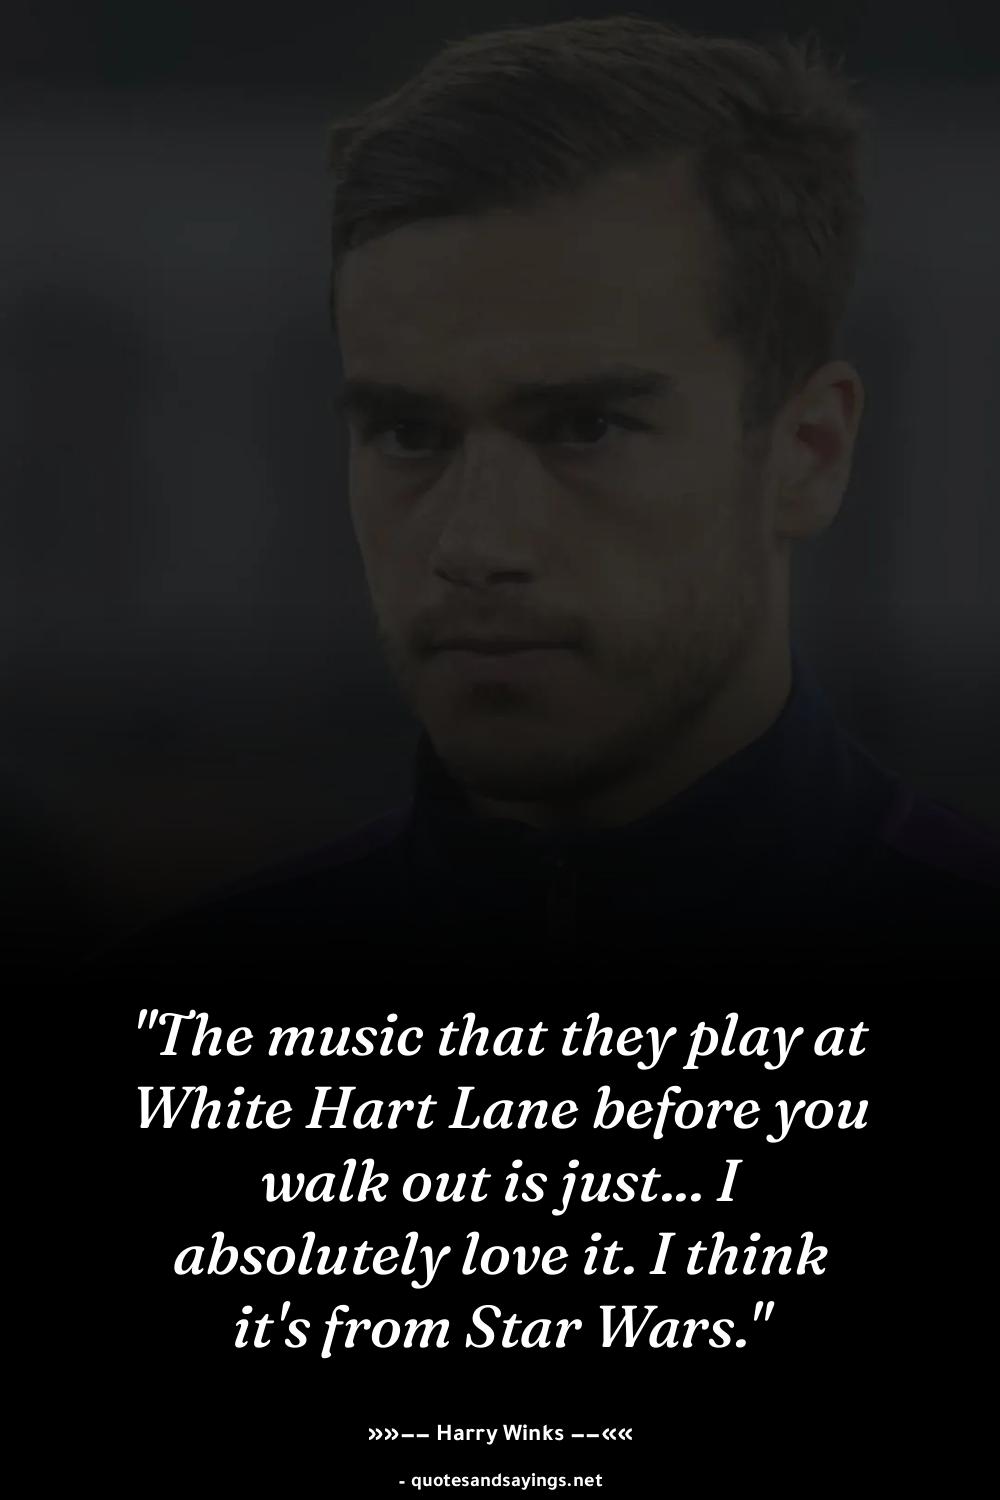 "The music that they play at
White Hart Lane before you
walk out is just... I
absolutely love it. I think
it's from Star Wars."
»»−− Harry Winks −−««
- quotesandsayings.net